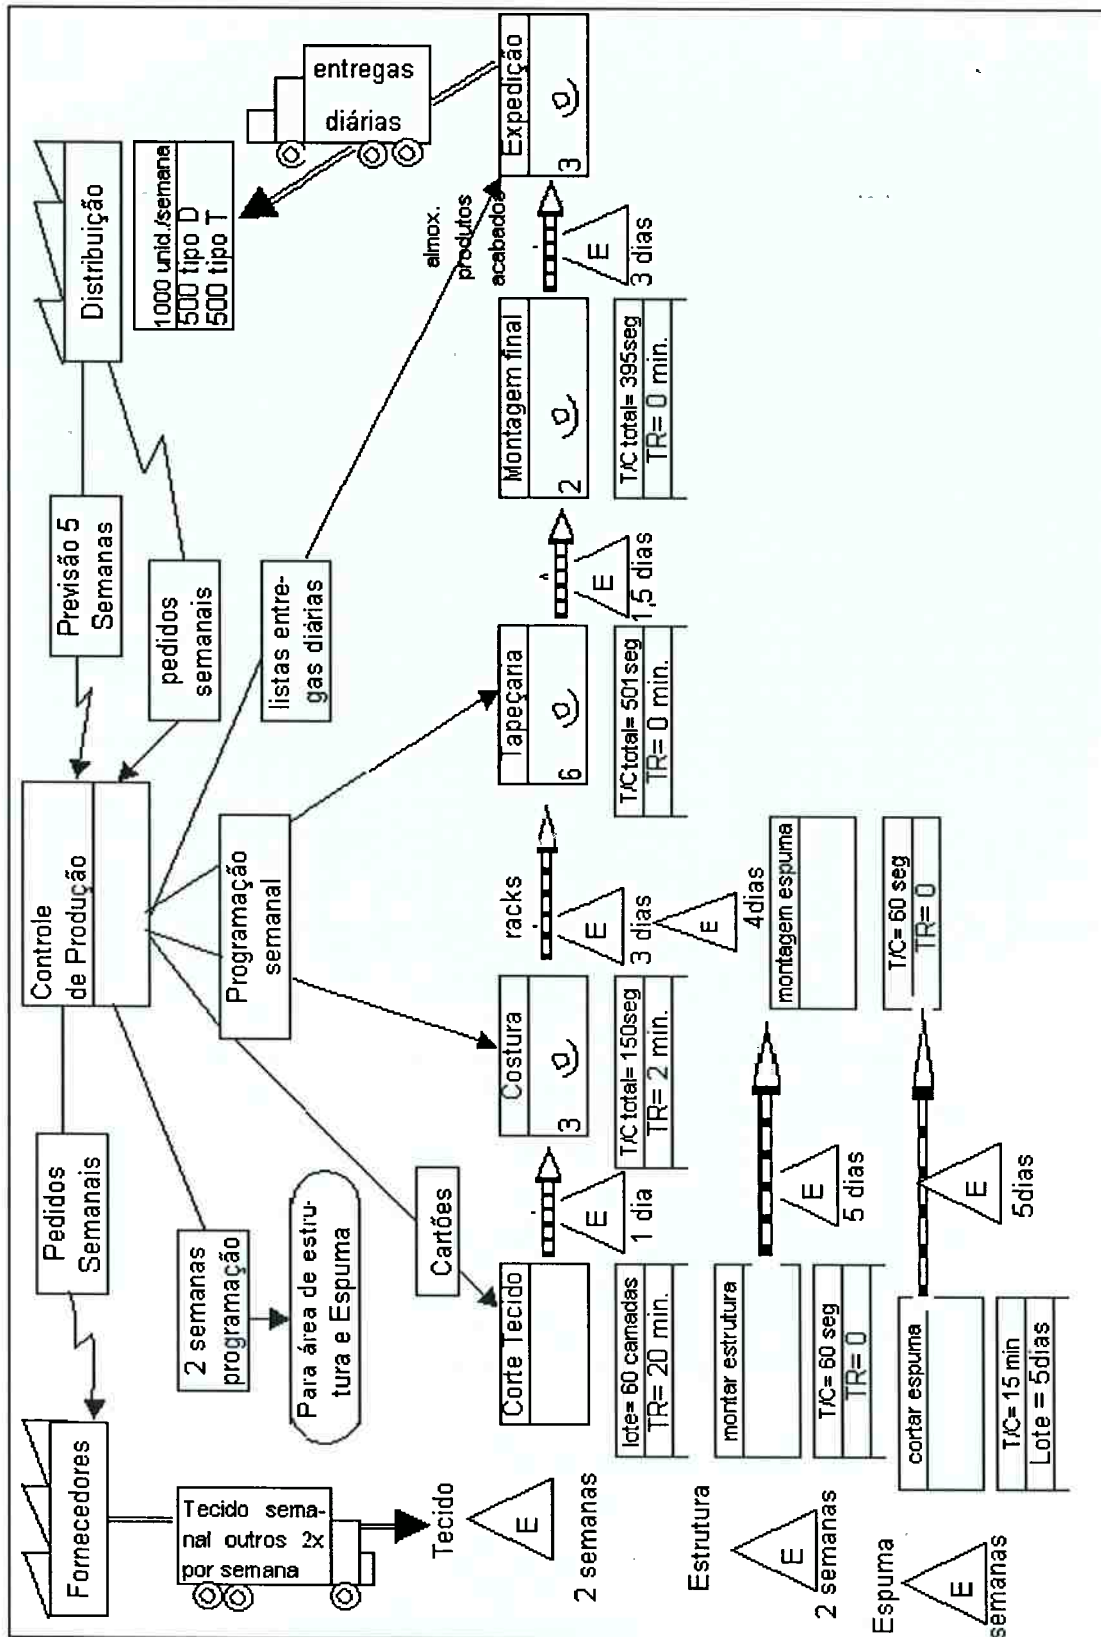 Fornecedores
Pedidos
Semanais
Controle
de Produção
Previsão 5
Semanas
pedidos
semanais
Distribuição
1000 unid./semana
500 tipo D
500 tipo T
entregas
diárias
Tecido sema-
nal outros 2x
por semana
2 semanas
programação
Para área de estru-
tura e Espuma
Cartões
Programação
semanal
listas entre-
gas diárias
almox.
produtos
acabados
Tecido
E
2 semanas
Corte Tecido
lote= 60 camadas
TR= 20 min.
E
1 dia
Costura
3
T/C total= 150seg
TR= 2 min.
racks
E
3 dias
Tapeçaria
6
T/Ctotal= 501seg
TR= 0 min.
E
1,5 dias
Montagem final
2
T/C total= 395seg
TR= 0 min.
E
3 dias
Expedição
3
Estrutura
E
2 semanas
montar estrutura
T/C= 60 seg
TR= 0
E
5 dias
E
4dias
montagem espuma
T/C= 60 seg
TR= 0
Espuma
E
semanas
cortar espuma
T/C= 15 min
Lote = 5dias
E
5dias